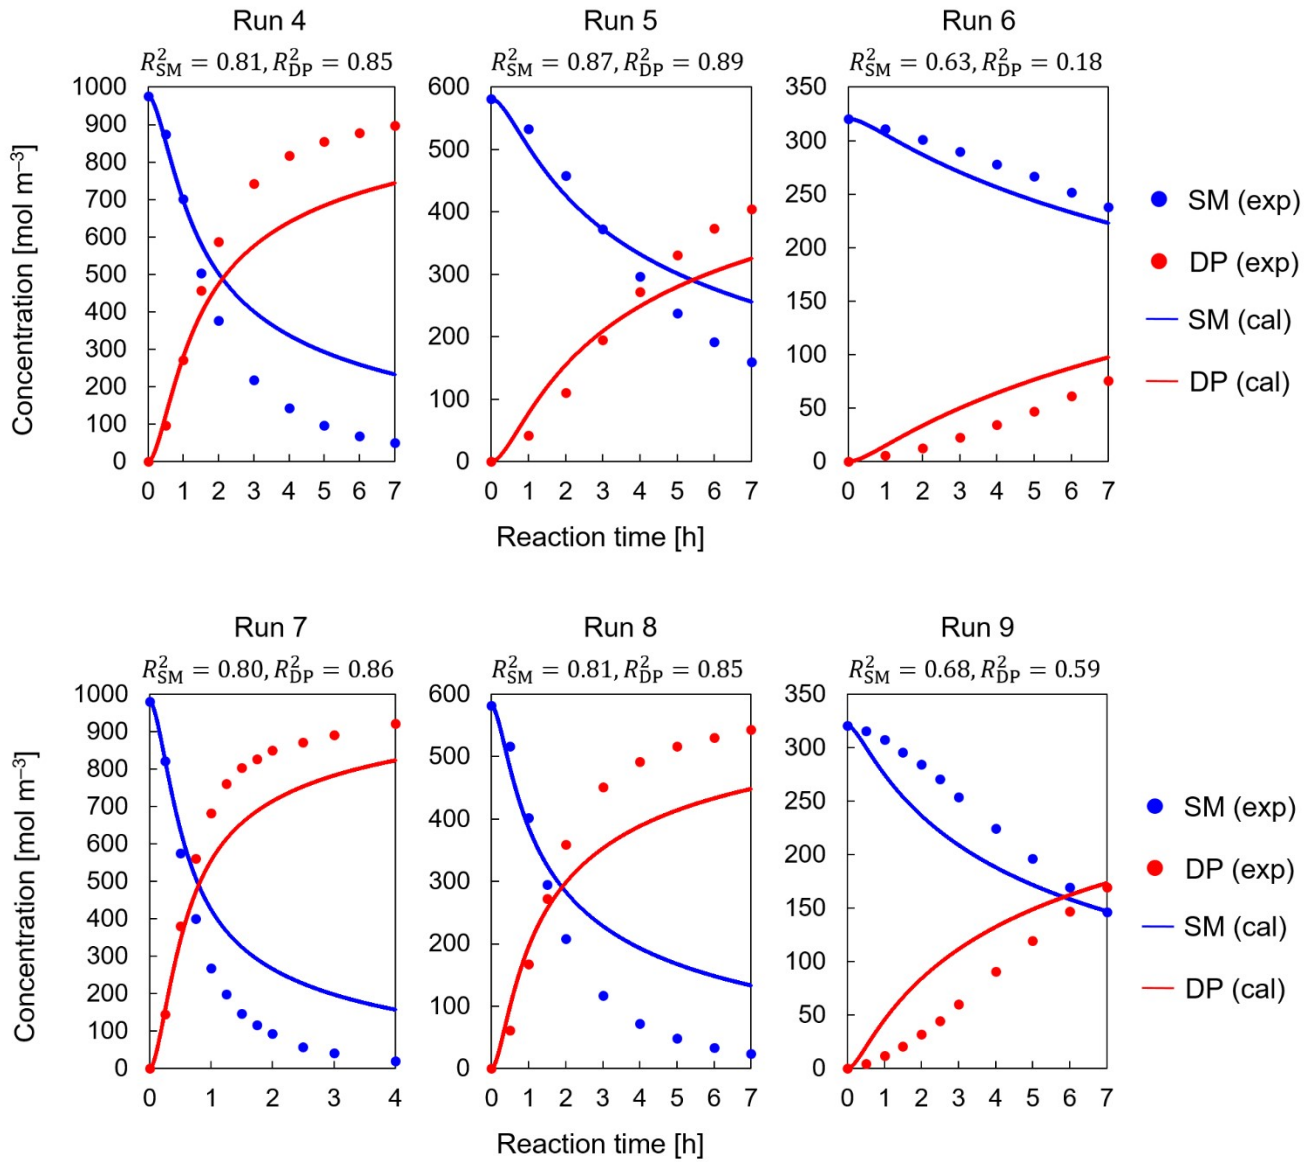 Run 4
R²SM = 0.81, R²DP = 0.85
Run 5
R²SM = 0.87, R²DP = 0.89
Run 6
R²SM = 0.63, R²DP = 0.18
Concentration [mol m⁻³]
1000
900
800
700
600
500
400
300
200
100
0
0 1 2 3 4 5 6 7
600
500
400
300
200
100
0
0 1 2 3 4 5 6 7
350
300
250
200
150
100
50
0
0 1 2 3 4 5 6 7
Reaction time [h]
SM (exp)
DP (exp)
SM (cal)
DP (cal)
Run 7
R²SM = 0.80, R²DP = 0.86
Run 8
R²SM = 0.81, R²DP = 0.85
Run 9
R²SM = 0.68, R²DP = 0.59
Concentration [mol m⁻³]
1000
900
800
700
600
500
400
300
200
100
0
0 1 2 3 4
600
500
400
300
200
100
0
0 1 2 3 4 5 6 7
350
300
250
200
150
100
50
0
0 1 2 3 4 5 6 7
Reaction time [h]
SM (exp)
DP (exp)
SM (cal)
DP (cal)